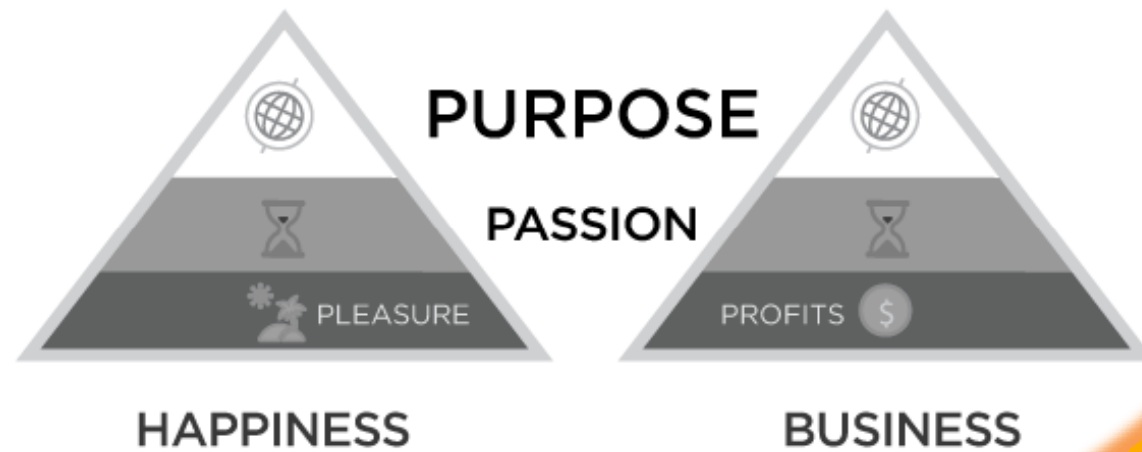 PURPOSE
PASSION
PLEASURE
PROFITS $
HAPPINESS
BUSINESS